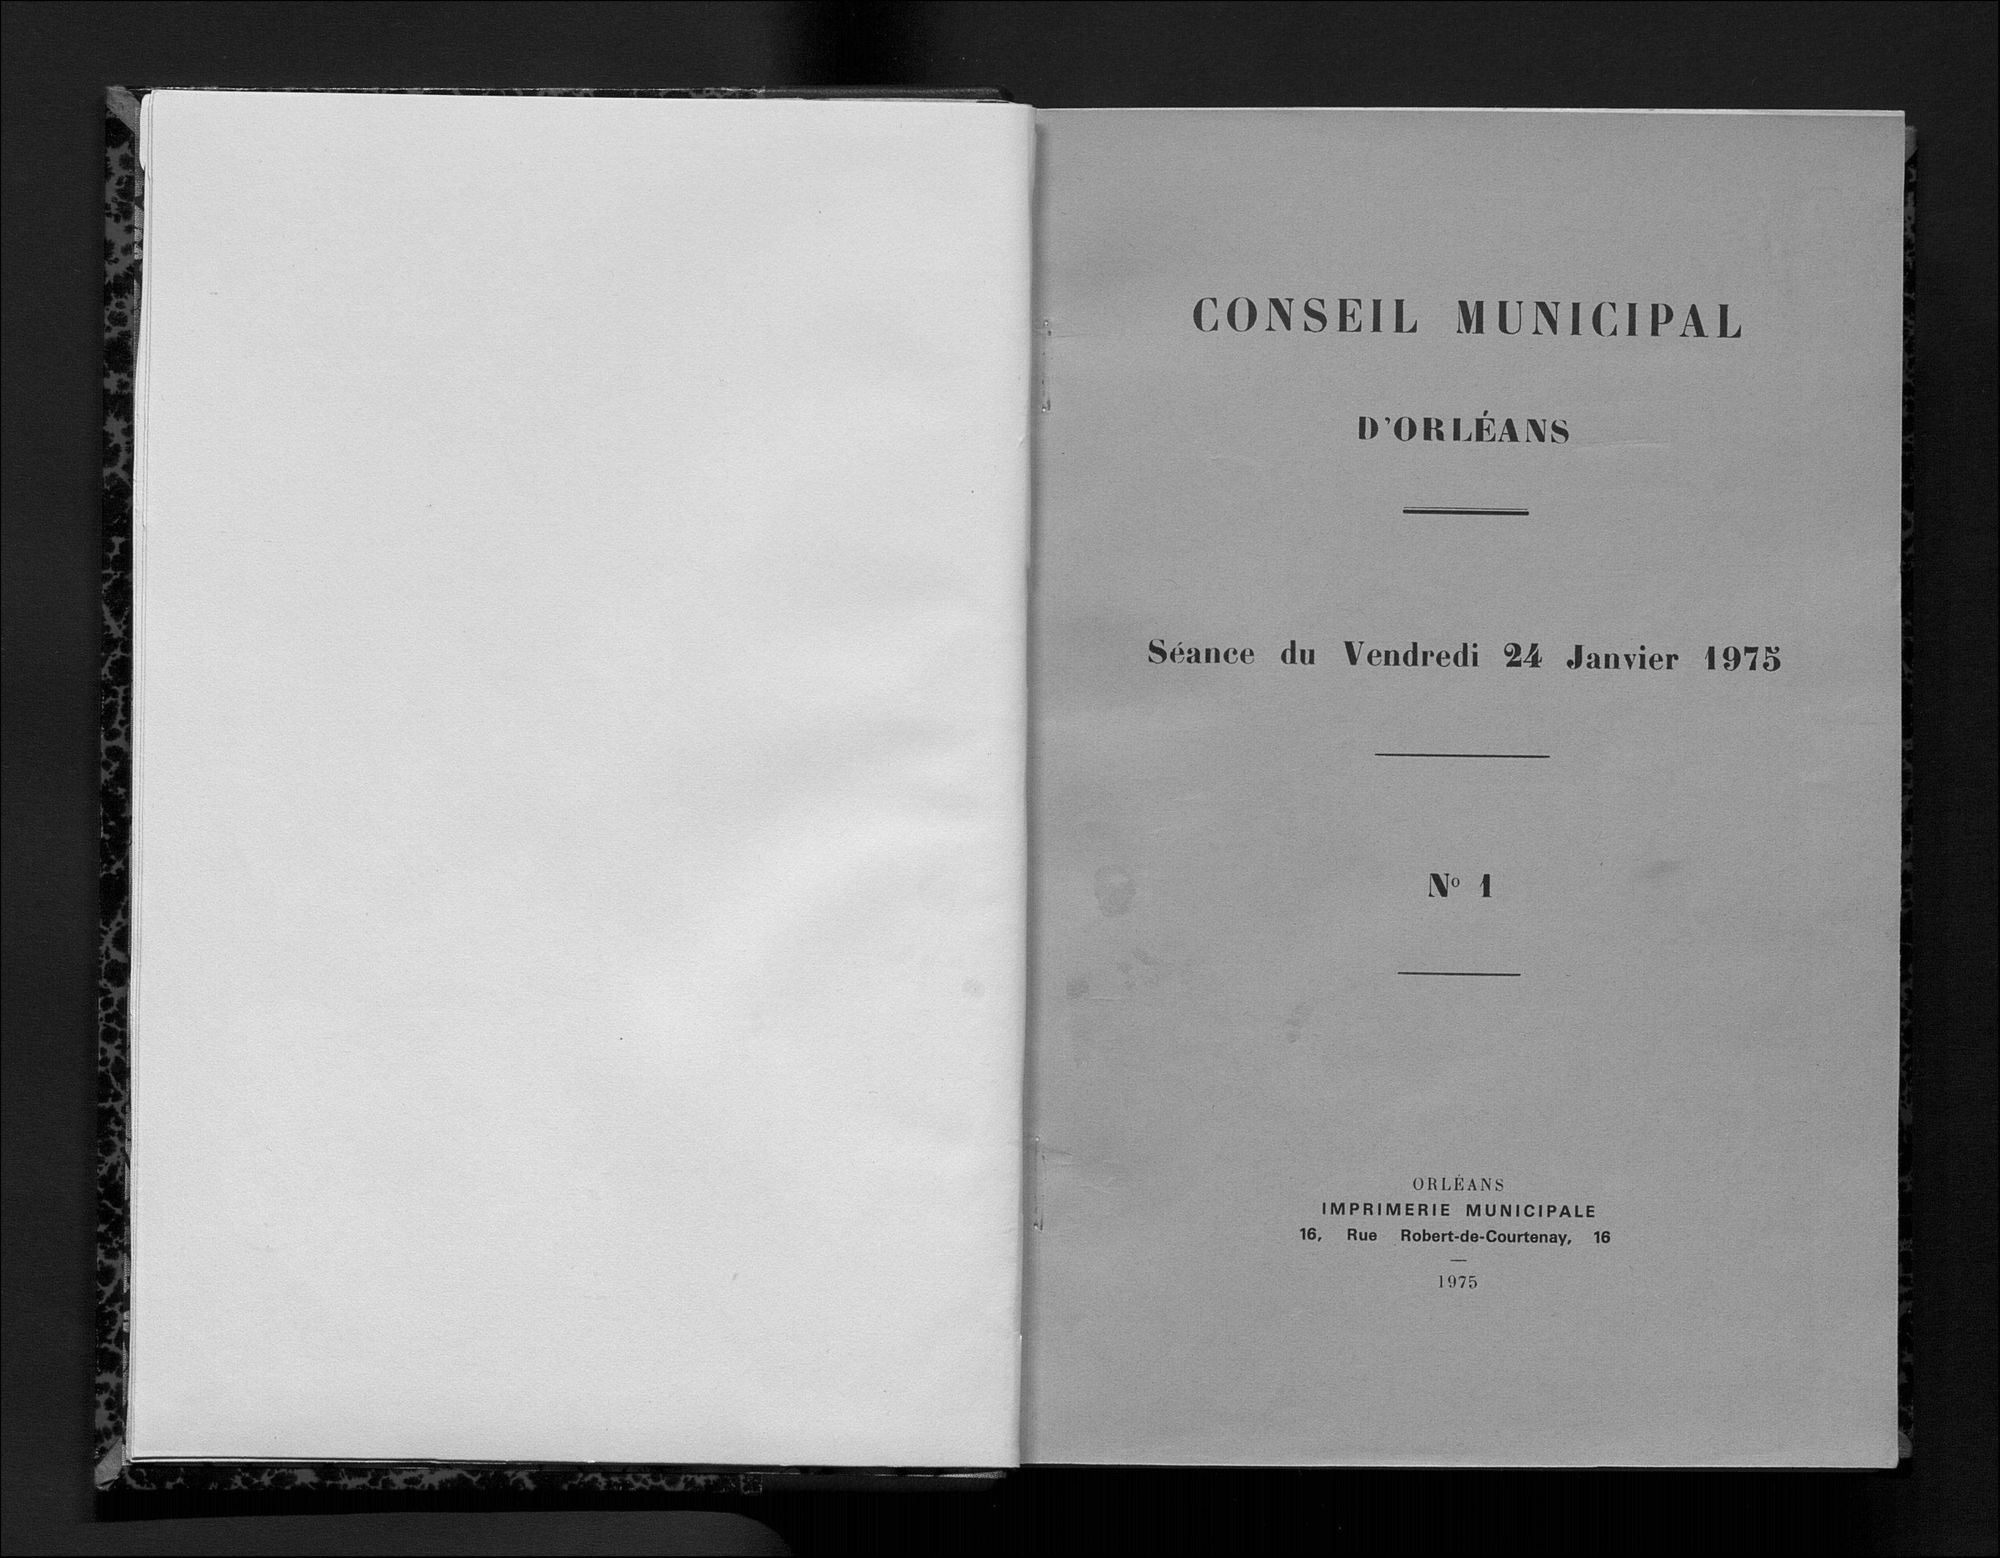 CONSEIL MUNICIPAL
D'ORLÉANS
Séance du Vendredi 24 Janvier 1975
Nº 1
ORLÉANS
IMPRIMERIE MUNICIPALE
16, Rue Robert-de-Courtenay, 16
1975